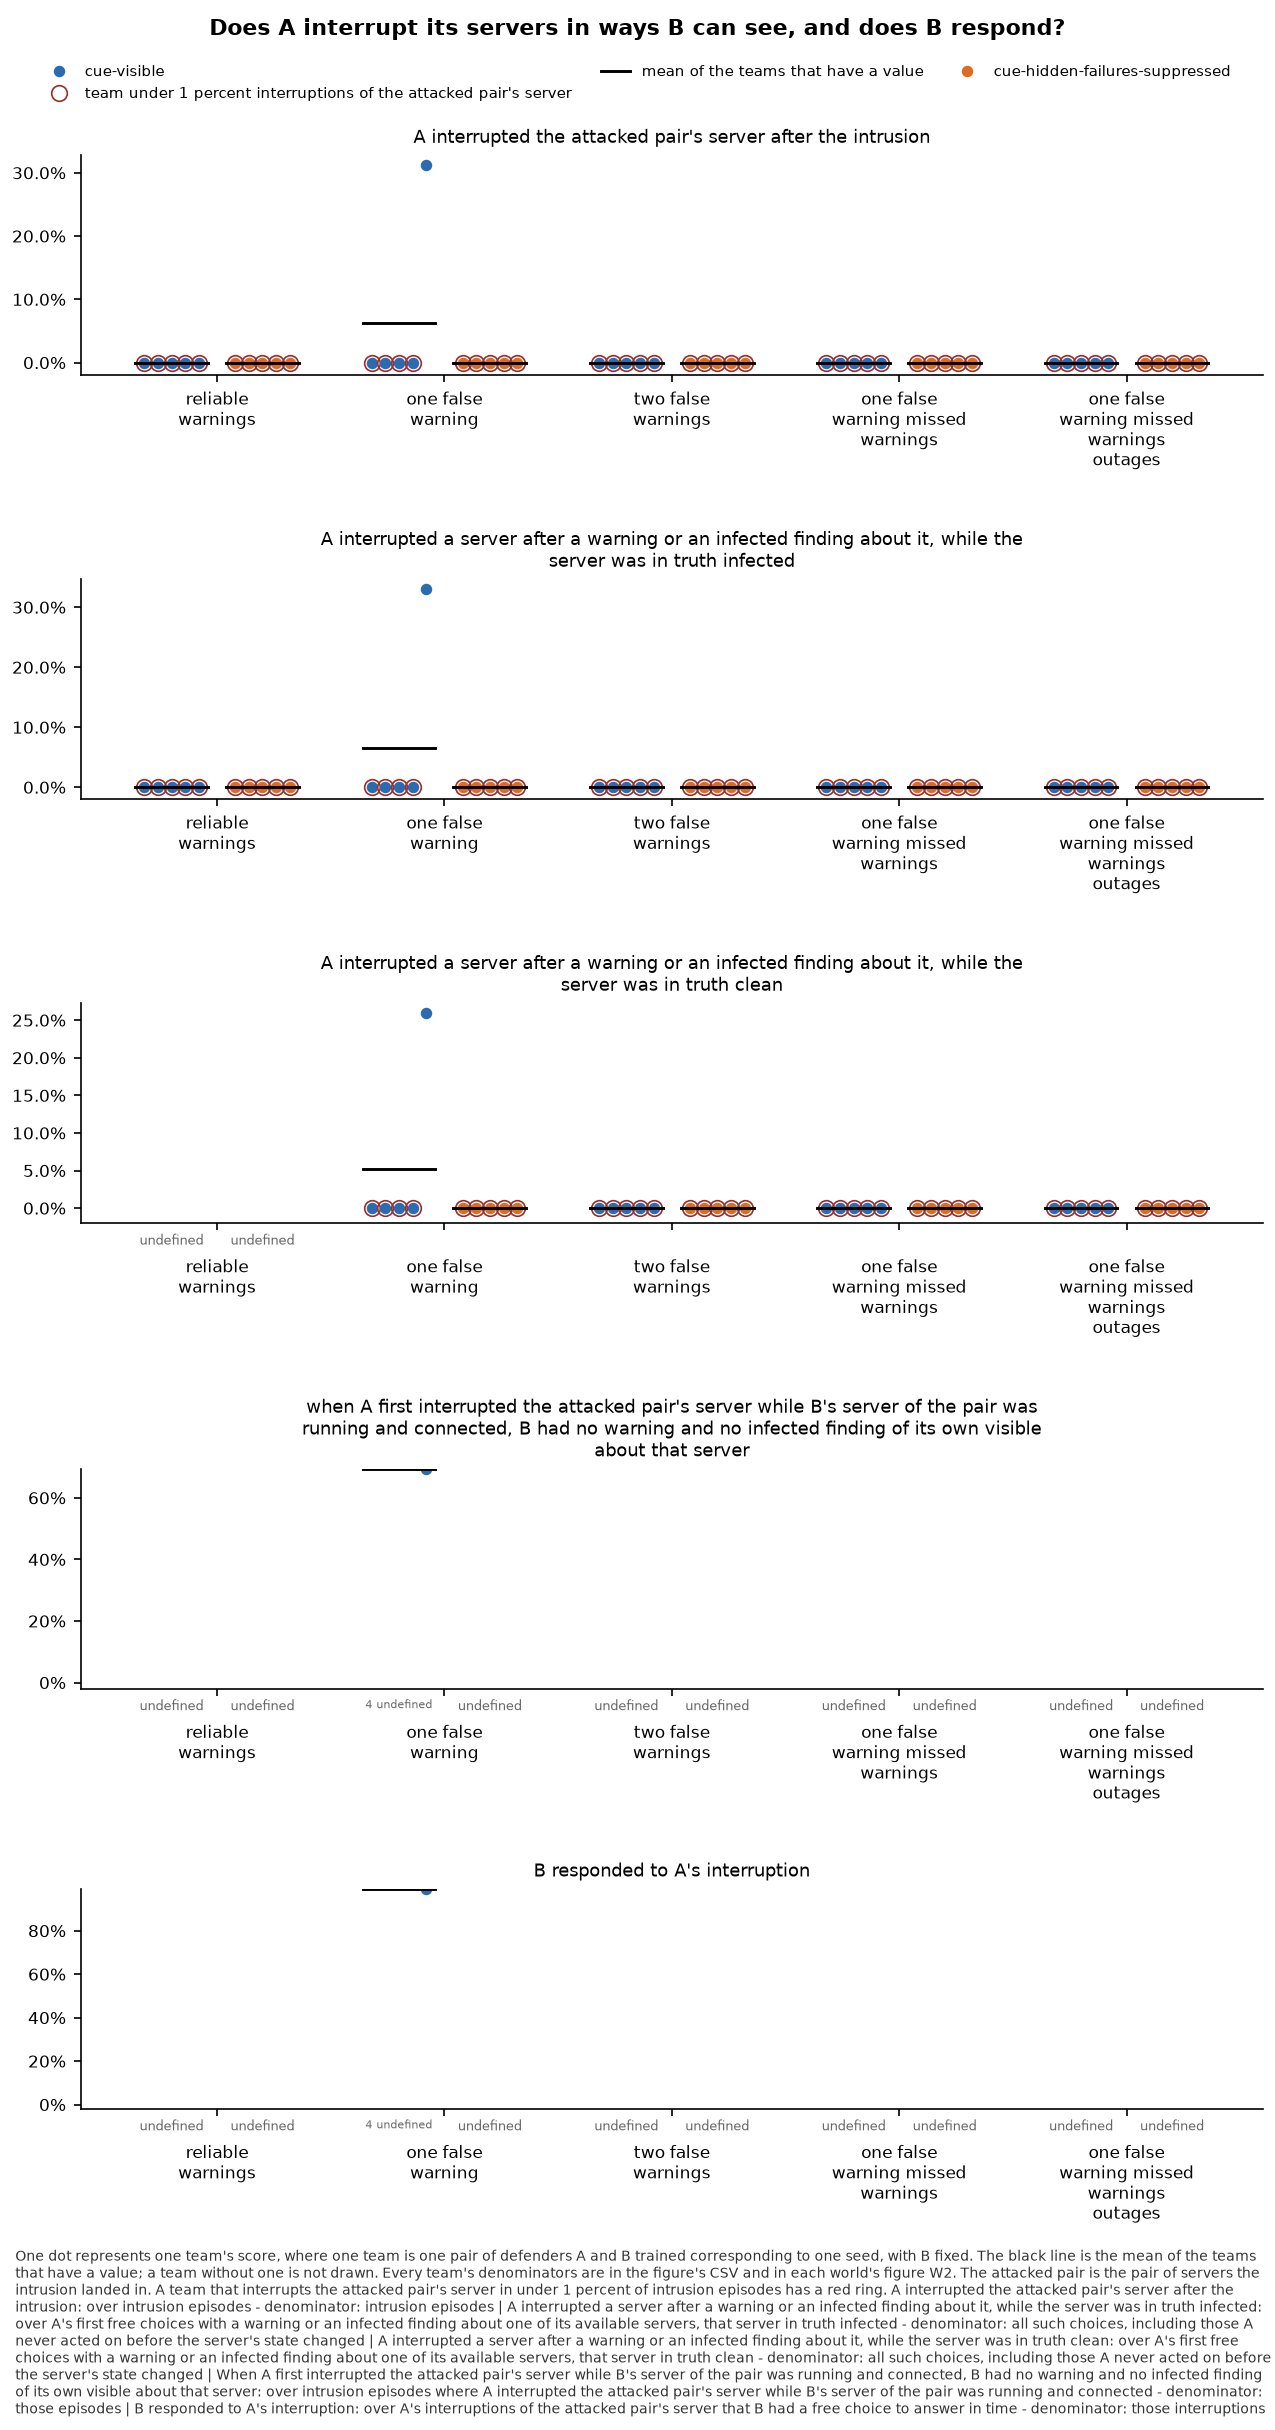 Does A interrupt its servers in ways B can see, and does B respond?
cue-visible
mean of the teams that have a value
cue-hidden-failures-suppressed
team under 1 percent interruptions of the attacked pair's server
A interrupted the attacked pair's server after the intrusion
30.0%
20.0%
10.0%
0.0%
reliable
warnings
one false
warning
two false
warnings
one false
warning missed
warnings
one false
warning missed
warnings
outages
A interrupted a server after a warning or an infected finding about it, while the
server was in truth infected
30.0%
20.0%
10.0%
0.0%
reliable
warnings
one false
warning
two false
warnings
one false
warning missed
warnings
one false
warning missed
warnings
outages
A interrupted a server after a warning or an infected finding about it, while the
server was in truth clean
25.0%
20.0%
15.0%
10.0%
5.0%
0.0%
undefined
undefined
reliable
warnings
one false
warning
two false
warnings
one false
warning missed
warnings
one false
warning missed
warnings
outages
when A first interrupted the attacked pair's server while B's server of the pair was
running and connected, B had no warning and no infected finding of its own visible
about that server
60%
40%
20%
0%
undefined
undefined
4 undefined
undefined
undefined
undefined
undefined
undefined
undefined
undefined
reliable
warnings
one false
warning
two false
warnings
one false
warning missed
warnings
one false
warning missed
warnings
outages
B responded to A's interruption
80%
60%
40%
20%
0%
undefined
undefined
4 undefined
undefined
undefined
undefined
undefined
undefined
undefined
undefined
reliable
warnings
one false
warning
two false
warnings
one false
warning missed
warnings
one false
warning missed
warnings
outages
One dot represents one team's score, where one team is one pair of defenders A and B trained corresponding to one seed, with B fixed. The black line is the mean of the teams
that have a value; a team without one is not drawn. Every team's denominators are in the figure's CSV and in each world's figure W2. The attacked pair is the pair of servers the
intrusion landed in. A team that interrupts the attacked pair's server in under 1 percent of intrusion episodes has a red ring. A interrupted the attacked pair's server after the
intrusion: over intrusion episodes - denominator: intrusion episodes | A interrupted a server after a warning or an infected finding about it, while the server was in truth infected:
over A's first free choices with a warning or an infected finding about one of its available servers, that server in truth infected - denominator: all such choices, including those A
never acted on before the server's state changed | A interrupted a server after a warning or an infected finding about it, while the server was in truth clean: over A's first free
choices with a warning or an infected finding about one of its available servers, that server in truth clean - denominator: all such choices, including those A never acted on before
the server's state changed | When A first interrupted the attacked pair's server while B's server of the pair was running and connected, B had no warning and no infected finding
of its own visible about that server: over intrusion episodes where A interrupted the attacked pair's server while B's server of the pair was running and connected - denominator:
those episodes | B responded to A's interruption: over A's interruptions of the attacked pair's server that B had a free choice to answer in time - denominator: those interruptions